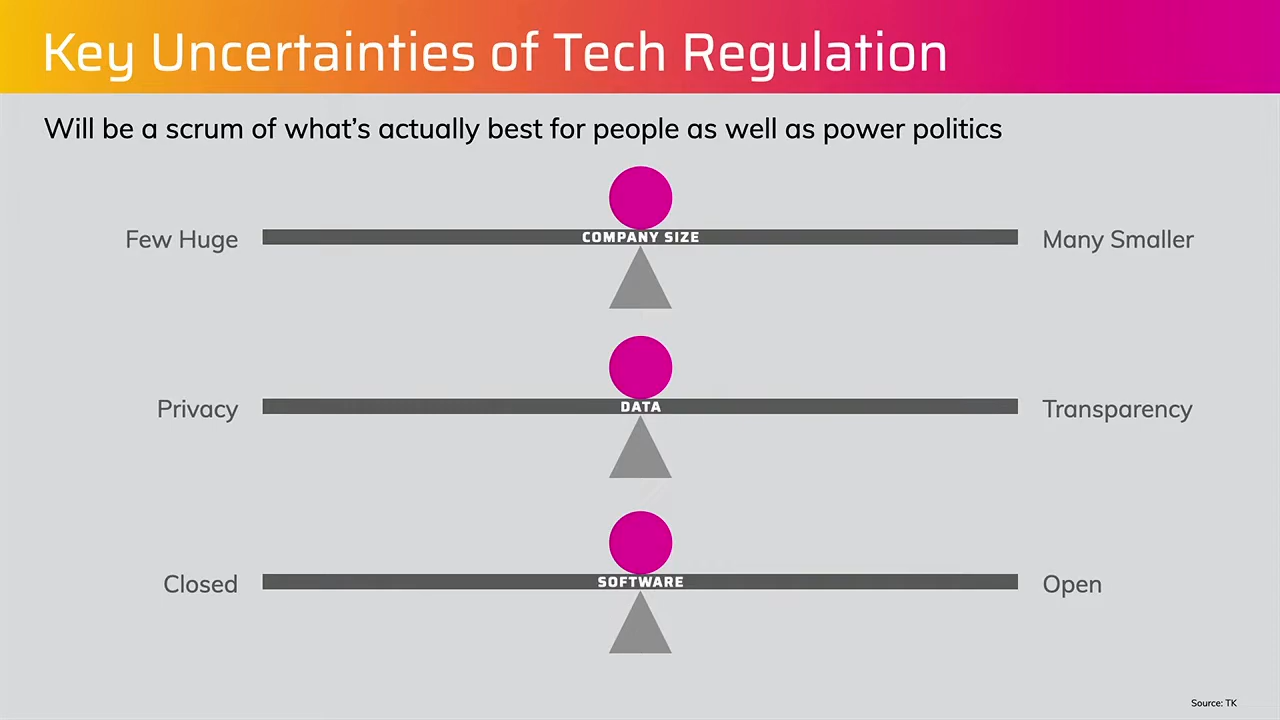 Key Uncertainties of Tech Regulation
Will be a scrum of what's actually best for people as well as power politics
Few Huge
COMPANY SIZE
Many Smaller
Privacy
DATA
Transparency
Closed
SOFTWARE
Open
Source: TK